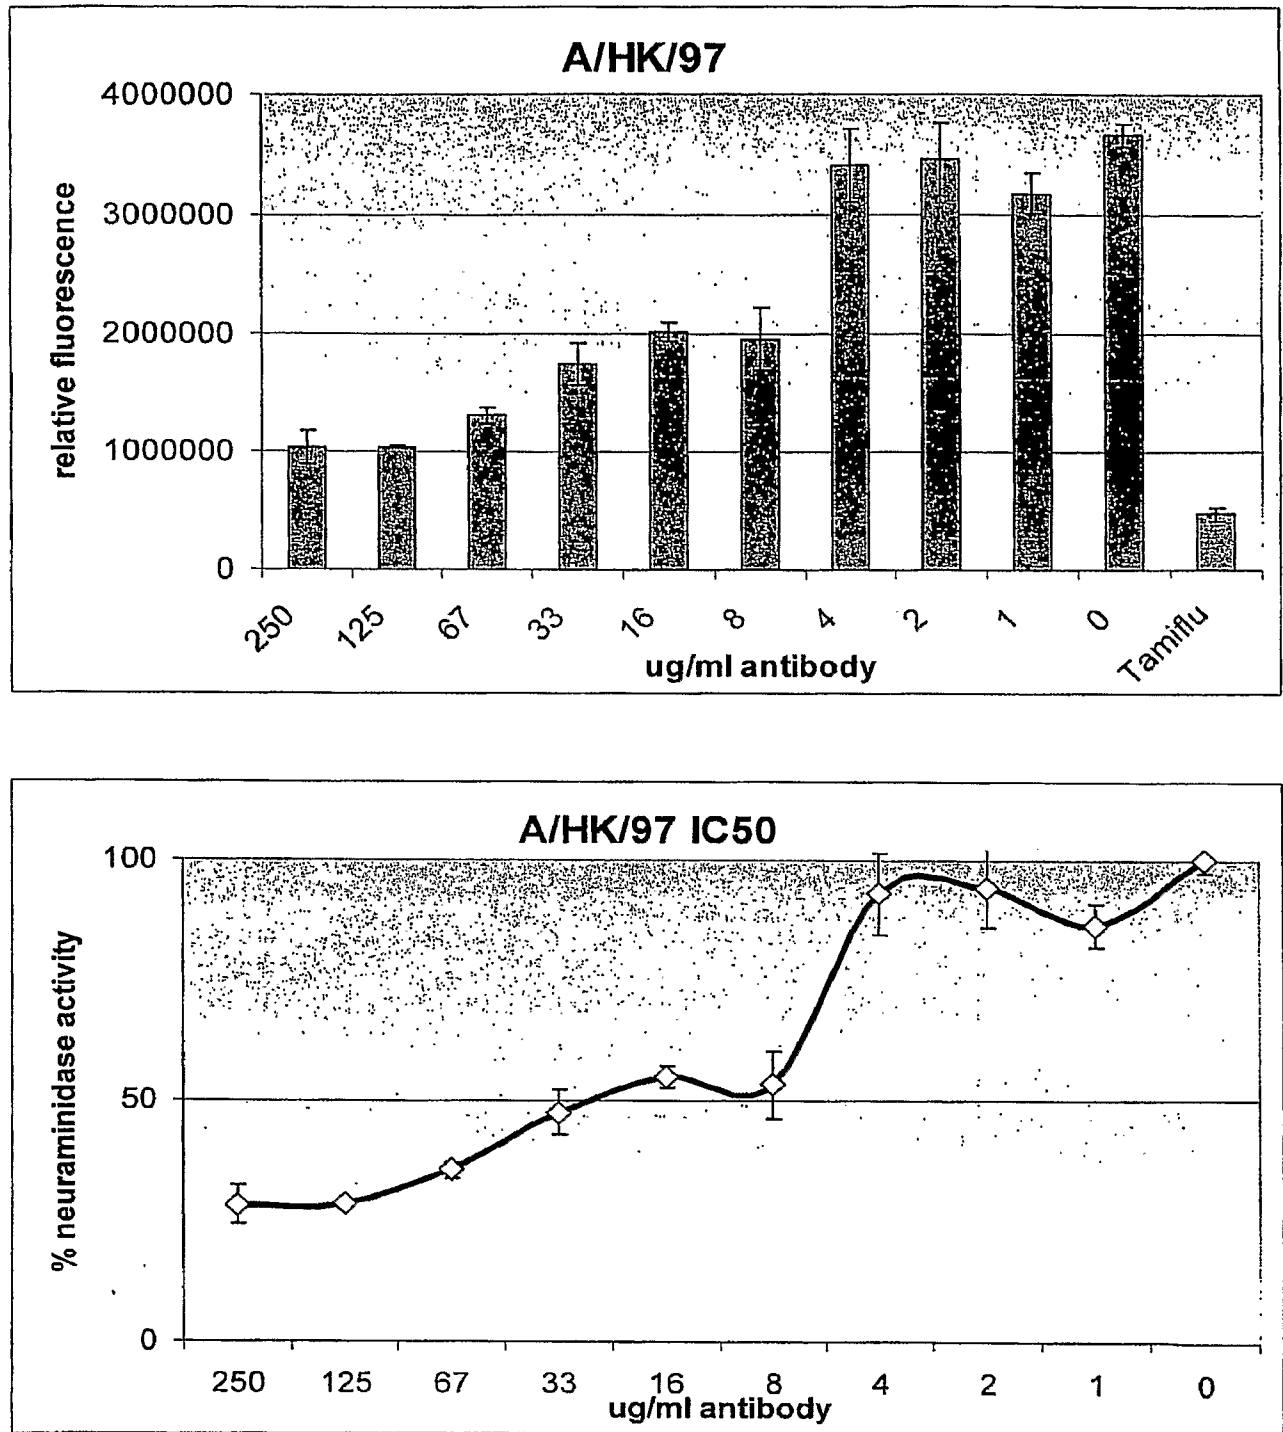 A/HK/97
4000000
3000000
2000000
1000000
0
relative fluorescence
250 125 67 33 16 8 4 2 1 0 Tamiflu
ug/ml antibody
A/HK/97 IC50
100
50
0
% neuraminidase activity
250 125 67 33 16 8 4 2 1 0
ug/ml antibody